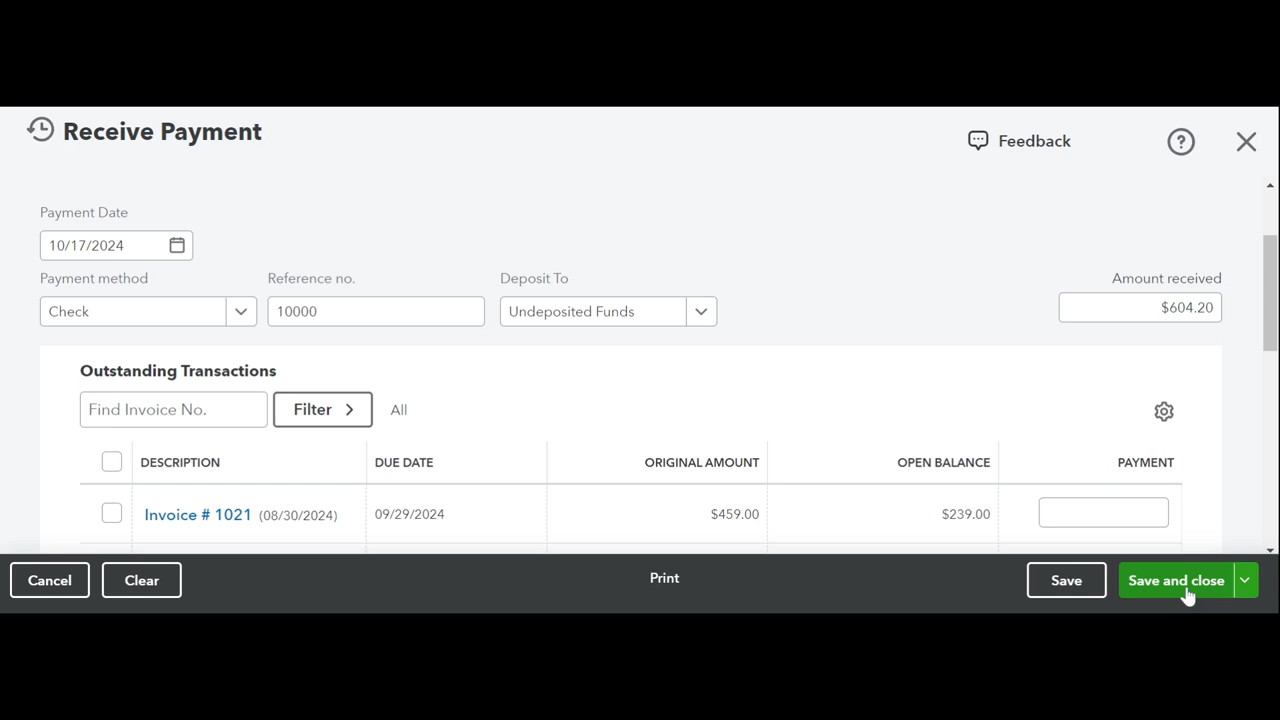 Receive Payment
Feedback
Payment Date
10/17/2024
Payment method
Reference no.
Deposit To
Amount received
Check
10000
Undeposited Funds
$604.20
Outstanding Transactions
Find Invoice No.
Filter
All
DESCRIPTION
DUE DATE
ORIGINAL AMOUNT
OPEN BALANCE
PAYMENT
Invoice # 1021 (08/30/2024)
09/29/2024
$459.00
$239.00
Cancel
Clear
Print
Save
Save and close